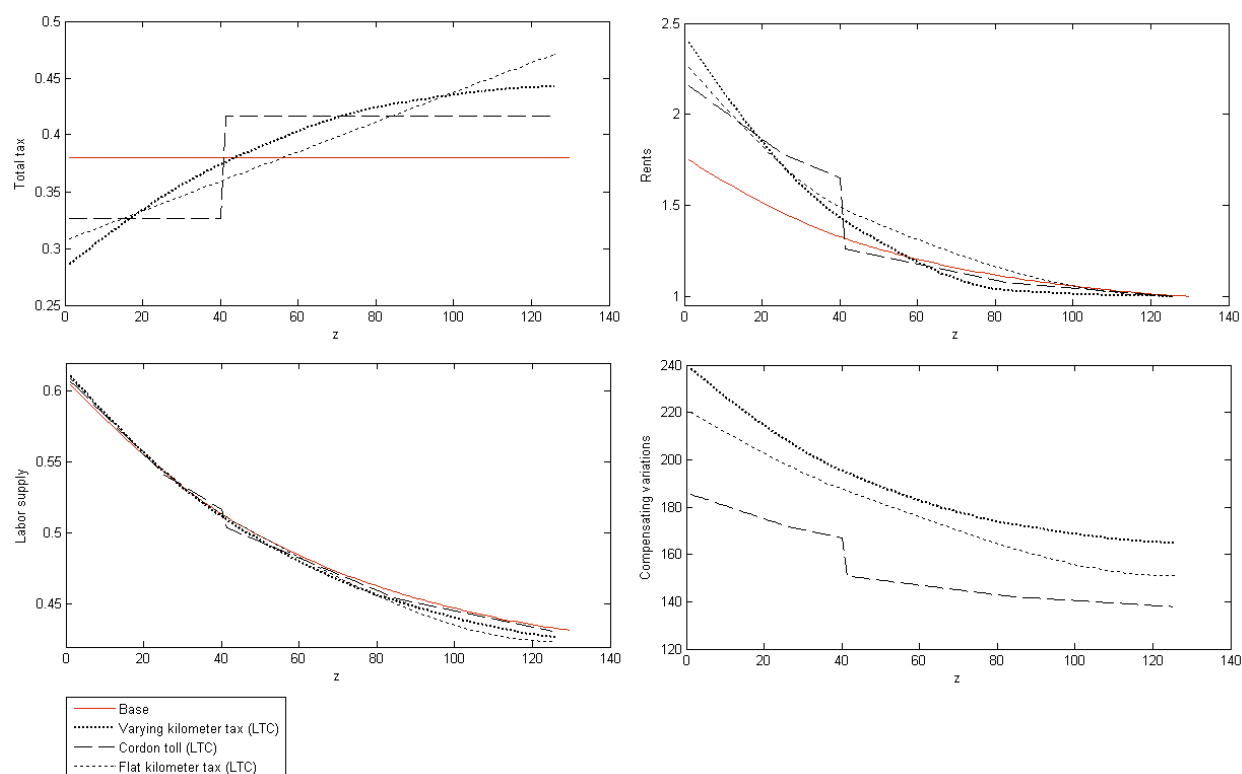 0.5
0.45
0.4
0.35
0.3
0.25
Total tax
0 20 40 60 80 100 120 140
z
2.5
2
1.5
1
Rents
0 20 40 60 80 100 120 140
z
0.6
0.55
0.5
0.45
Labor supply
0 20 40 60 80 100 120 140
z
240
220
200
180
160
140
120
Compensating variations
0 20 40 60 80 100 120 140
z
Base
Varying kilometer tax (LTC)
Cordon toll (LTC)
Flat kilometer tax (LTC)